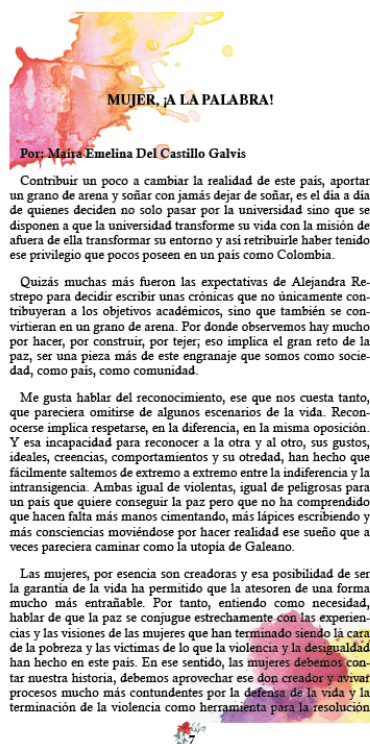 MUJER, ¡A LA PALABRA!
Por: Maira Emelina Del Castillo Galvis
Contribuir un poco a cambiar la realidad de este país, aportar
un grano de arena y soñar con jamás dejar de soñar, es el día a día
de quienes deciden no solo pasar por la universidad sino que se
disponen a que la universidad transforme su vida con la misión de
afuera de ella transformar su entorno y así retribuirle haber tenido
ese privilegio que pocos poseen en un país como Colombia.
Quizás muchas más fueron las expectativas de Alejandra Re-
strepo para decidir escribir unas crónicas que no únicamente con-
tribuyeran a los objetivos académicos, sino que también se con-
virtieran en un grano de arena. Por donde observemos hay mucho
por hacer, por construir, por tejer; eso implica el gran reto de la
paz, ser una pieza más de este engranaje que somos como socie-
dad, como país, como comunidad.
Me gusta hablar del reconocimiento, ese que nos cuesta tanto,
que pareciera omitirse de algunos escenarios de la vida. Recon-
ocerse implica respetarse, en la diferencia, en la misma oposición.
Y esa incapacidad para reconocer a la otra y al otro, sus gustos,
ideales, creencias, comportamientos y su otredad, han hecho que
fácilmente saltemos de extremo a extremo entre la indiferencia y la
intransigencia. Ambas igual de violentas, igual de peligrosas para
un país que quiere conseguir la paz pero que no ha comprendido
que hacen falta más manos cimentando, más lápices escribiendo y
más consciencias moviéndose por hacer realidad ese sueño que a
veces pareciera caminar como la utopía de Galeano.
Las mujeres, por esencia son creadoras y esa posibilidad de ser
la garantía de la vida ha permitido que la atesoren de una forma
mucho más entrañable. Por tanto, entiendo como necesidad,
hablar de que la paz se conjugue estrechamente con las experien-
cias y las visiones de las mujeres que han terminado siendo la cara
de la pobreza y las víctimas de lo que la violencia y la desigualdad
han hecho en este país. En ese sentido, las mujeres debemos con-
tar nuestra historia, debemos aprovechar ese don creador y avivar
procesos mucho más contundentes por la defensa de la vida y la
terminación de la violencia como herramienta para la resolución
7